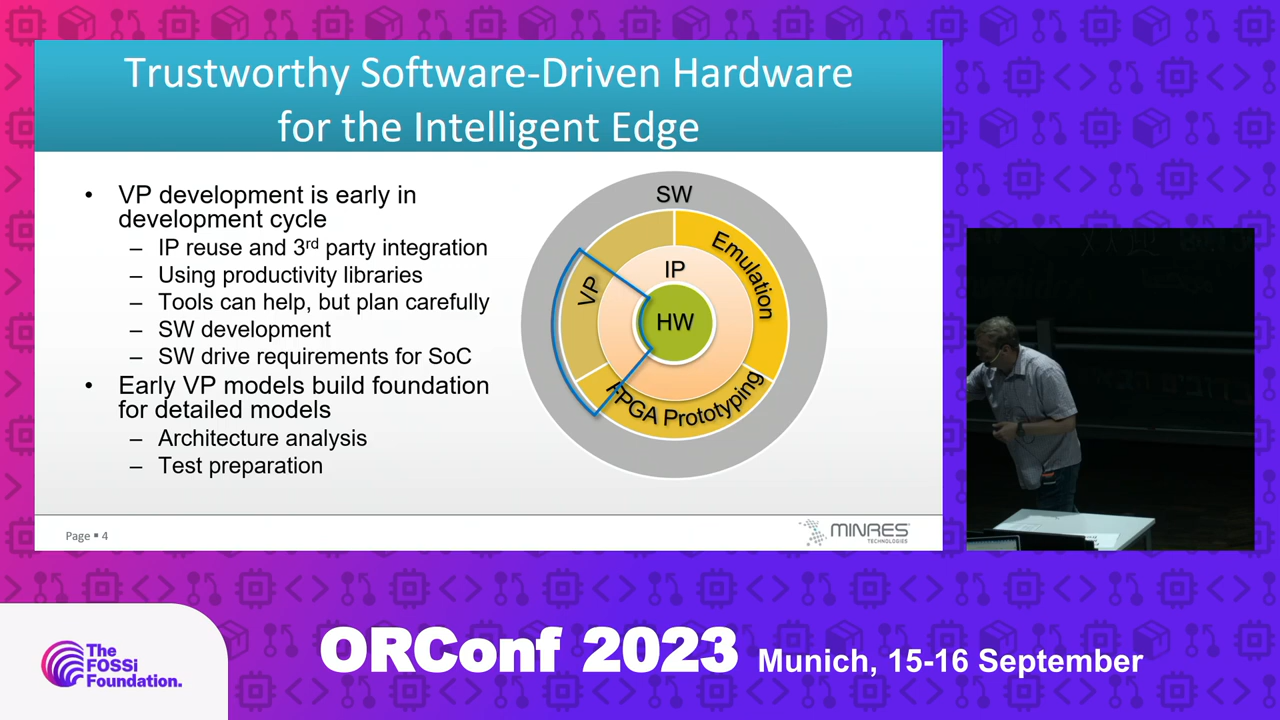 Trustworthy Software-Driven Hardware
for the Intelligent Edge
• VP development is early in
development cycle
– IP reuse and 3rd party integration
– Using productivity libraries
– Tools can help, but plan carefully
– SW development
– SW drive requirements for SoC
• Early VP models build foundation
for detailed models
– Architecture analysis
– Test preparation
SW
Emulation
IP
VP
HW
FPGA Prototyping
Page ▪ 4
MINRES
TECHNOLOGIES
The
FOSSi
Foundation.
ORConf 2023 Munich, 15-16 September